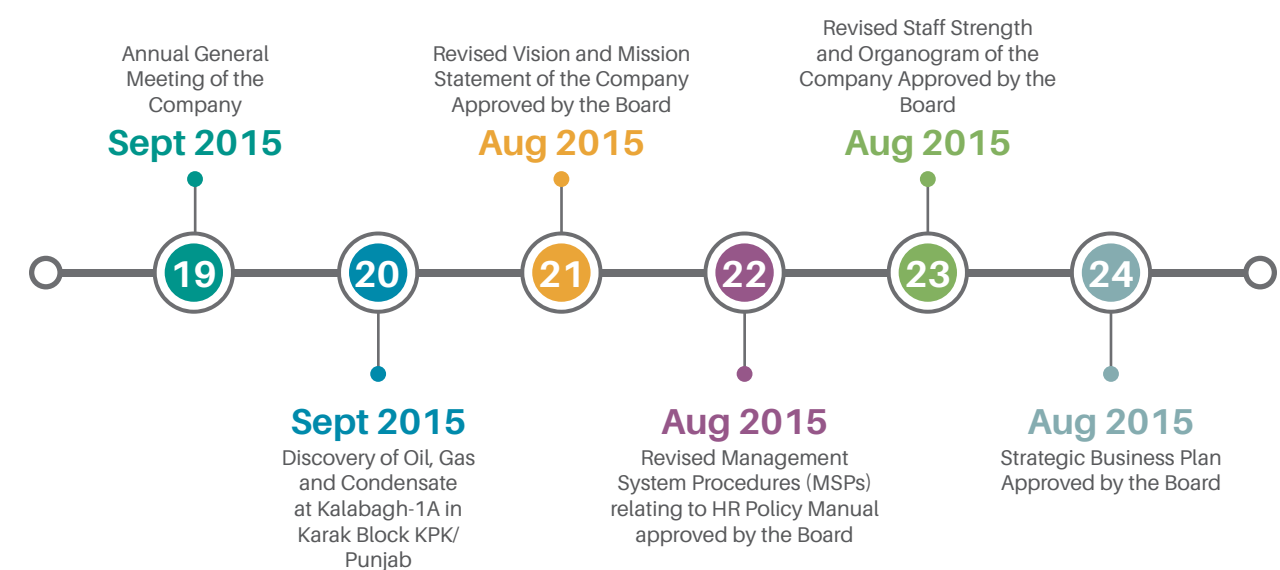 Annual General
Meeting of the
Company
Sept 2015
19
Sept 2015
Discovery of Oil, Gas
and Condensate
at Kalabagh-1A in
Karak Block KPK/
Punjab
20
Revised Vision and Mission
Statement of the Company
Approved by the Board
Aug 2015
21
Aug 2015
Revised Management
System Procedures (MSPs)
relating to HR Policy Manual
approved by the Board
22
Revised Staff Strength
and Organogram of the
Company Approved by the
Board
Aug 2015
23
Aug 2015
Strategic Business Plan
Approved by the Board
24